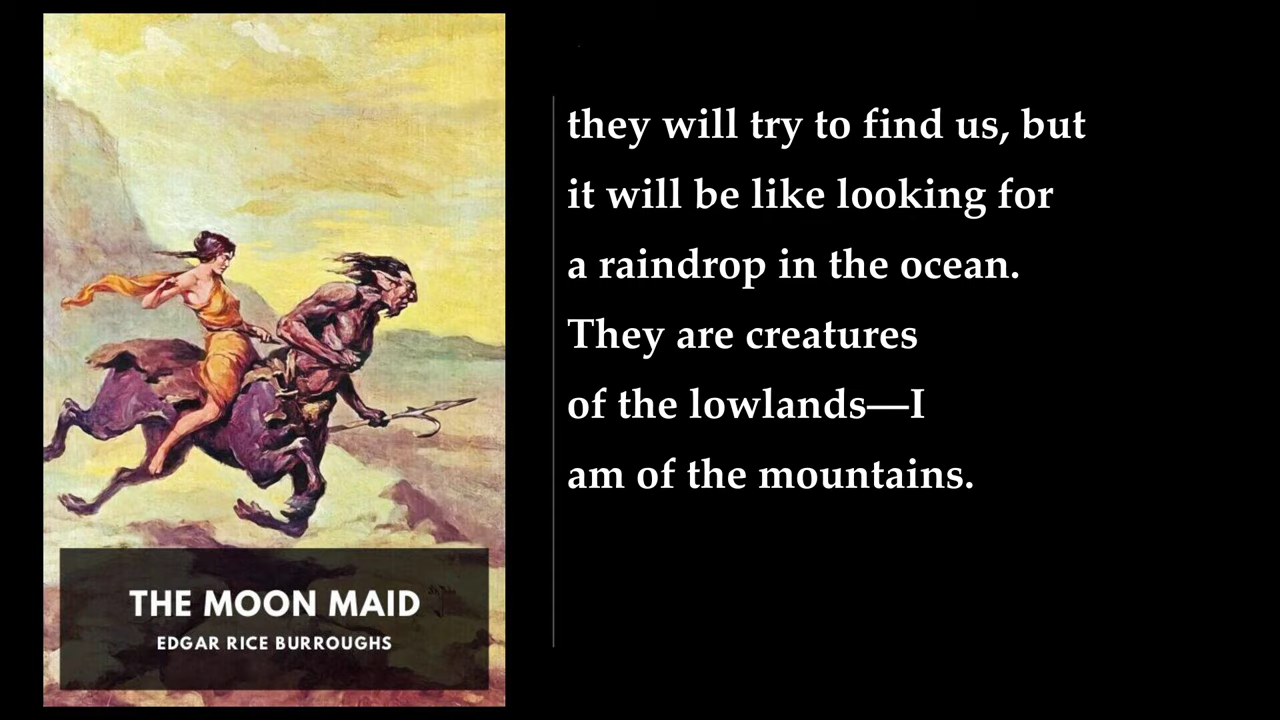 they will try to find us, but
it will be like looking for
a raindrop in the ocean.
They are creatures
of the lowlands—I
am of the mountains.
THE MOON MAID
EDGAR RICE BURROUGHS